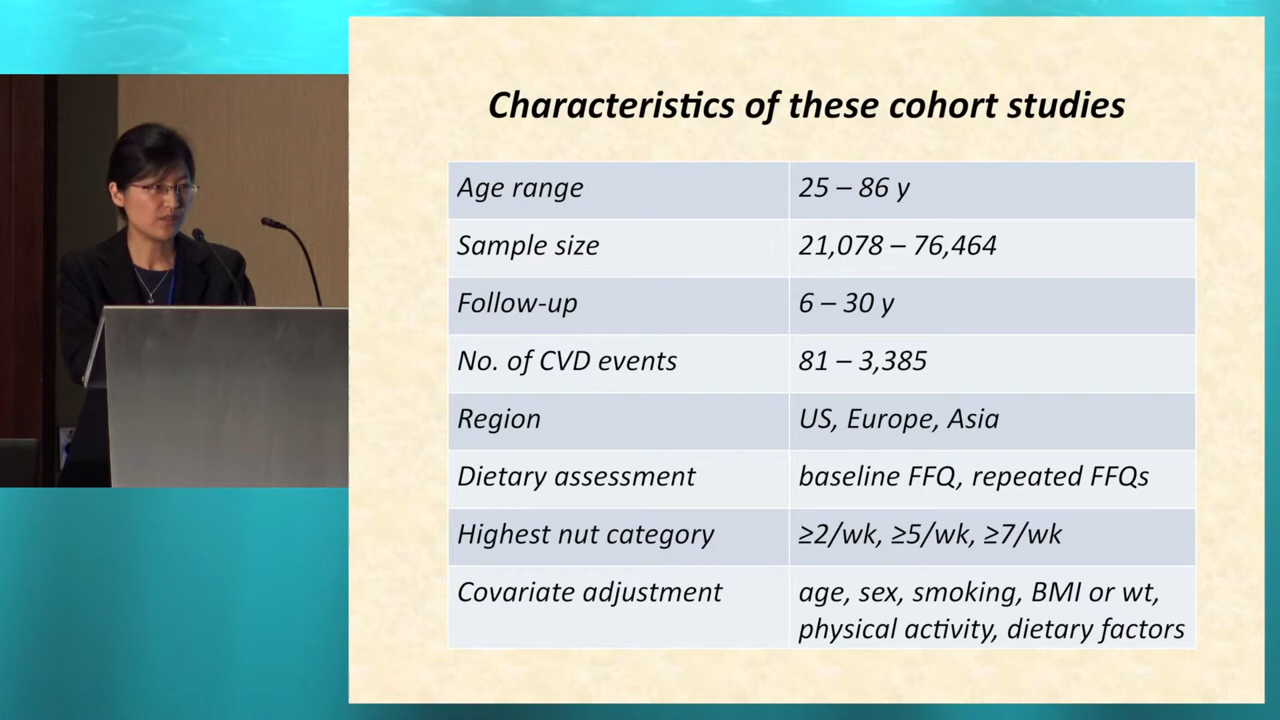 Characteristics of these cohort studies
Age range 25 – 86 y
Sample size 21,078 – 76,464
Follow-up 6 – 30 y
No. of CVD events 81 – 3,385
Region US, Europe, Asia
Dietary assessment baseline FFQ, repeated FFQs
Highest nut category ≥2/wk, ≥5/wk, ≥7/wk
Covariate adjustment age, sex, smoking, BMI or wt,
physical activity, dietary factors